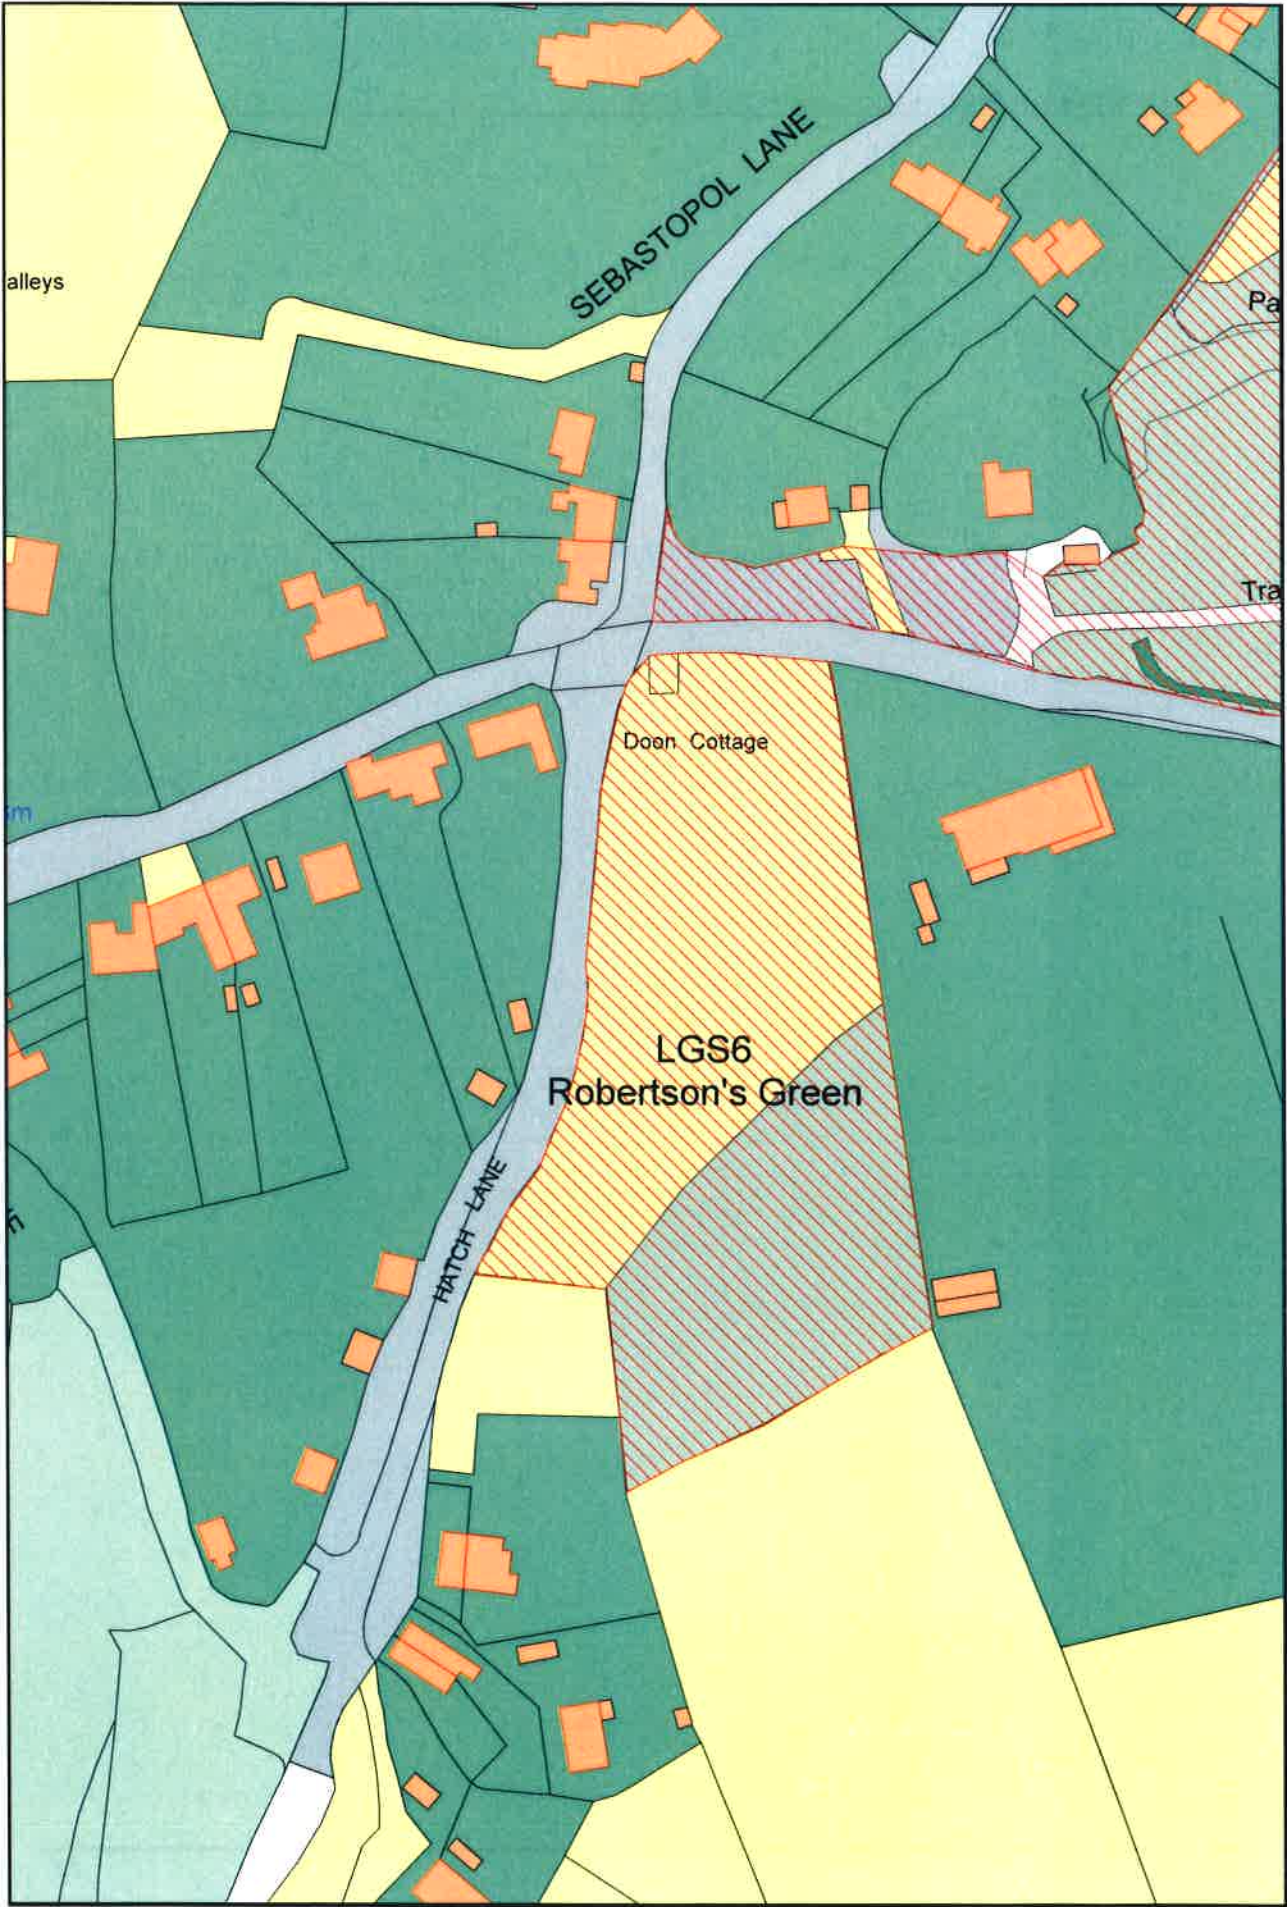 SEBASTOPOL LANE
alleys
Pa
Tra
Doon Cottage
LGS6
Robertson's Green
HATCH LANE